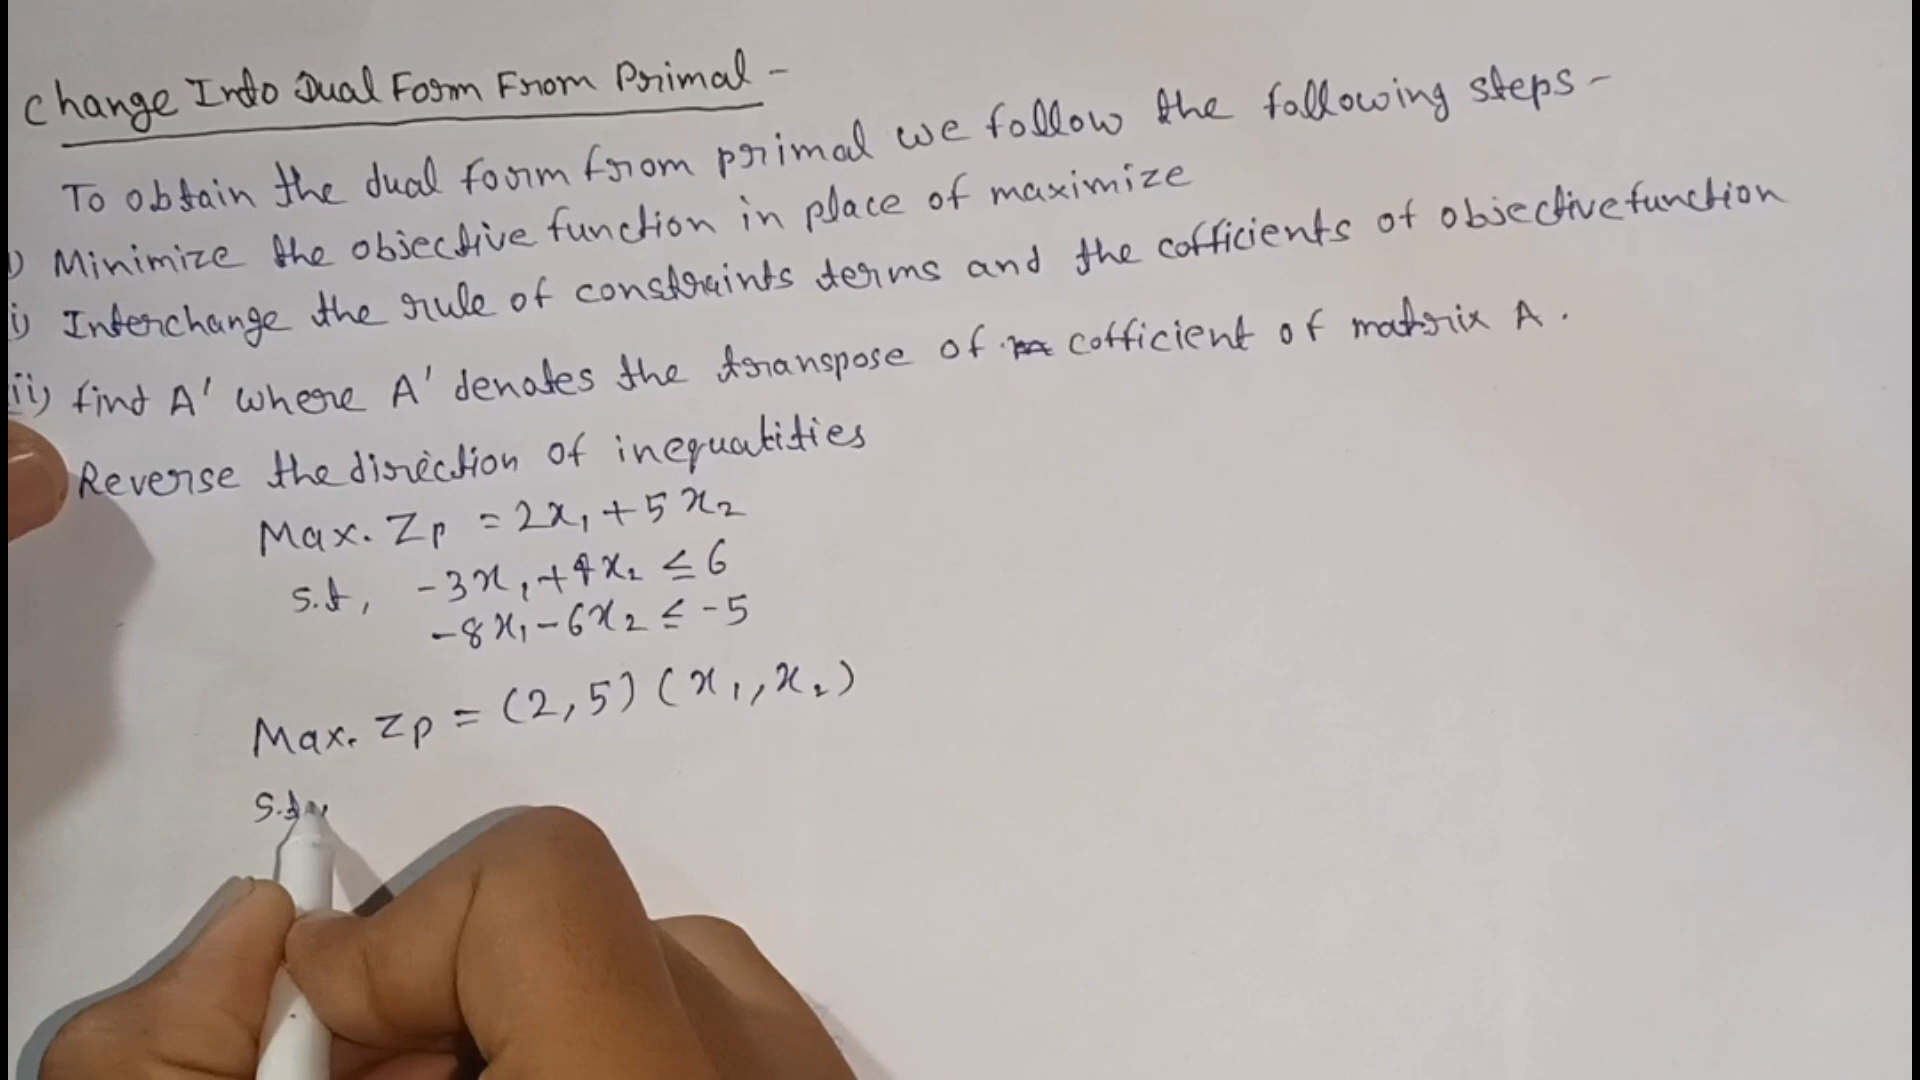 Change Into Dual Form From Primal -
To obtain the dual form from primal we follow the following steps -
i) Minimize the objective function in place of maximize
ii) Interchange the rule of constraints terms and the cofficients of objective function
iii) find A' where A' denotes the transpose of cofficient of matrix A.
Reverse the direction of inequalities
Max. Zp = 2x₁ + 5x₂
s.t, -3x₁ + 4x₂ ≤ 6
-8x₁ - 6x₂ ≤ -5
Max. Zp = (2,5) (x₁, x₂)
S.t,